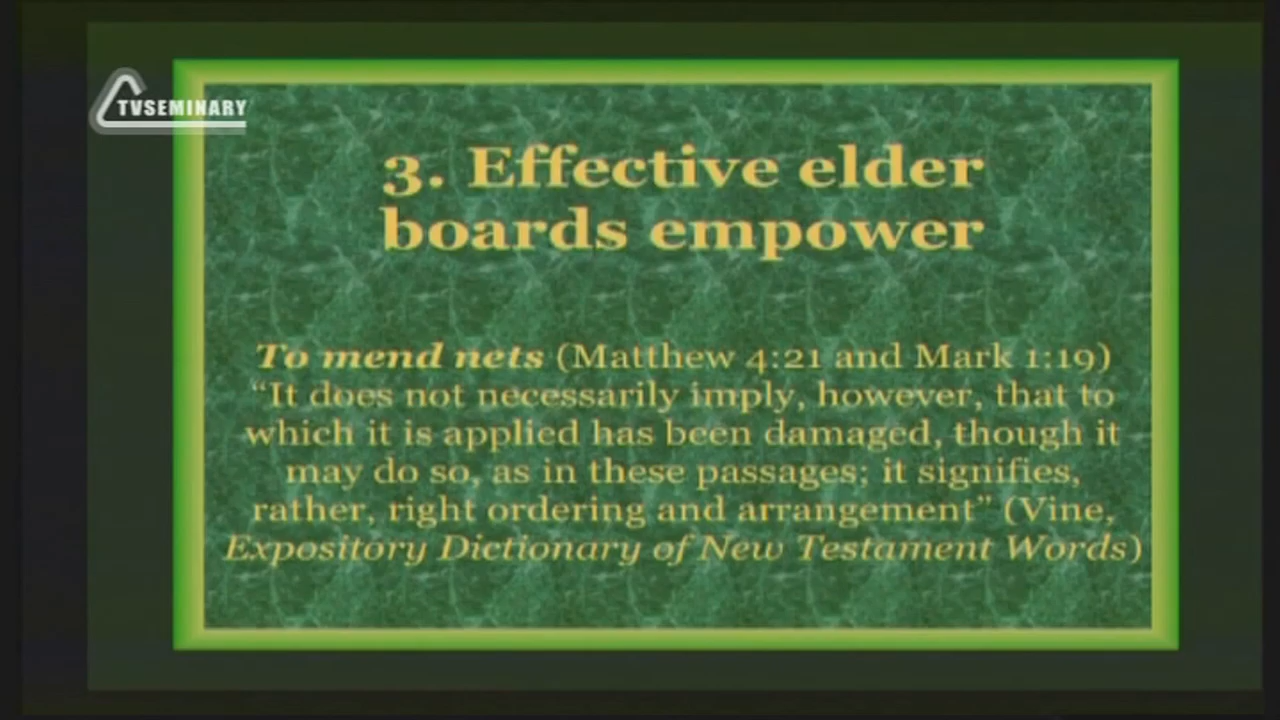 TVSEMINARY
3. Effective elder
boards empower
To mend nets (Matthew 4:21 and Mark 1:19)
“It does not necessarily imply, however, that to
which it is applied has been damaged, though it
may do so, as in these passages; it signifies,
rather, right ordering and arrangement” (Vine,
Expository Dictionary of New Testament Words)